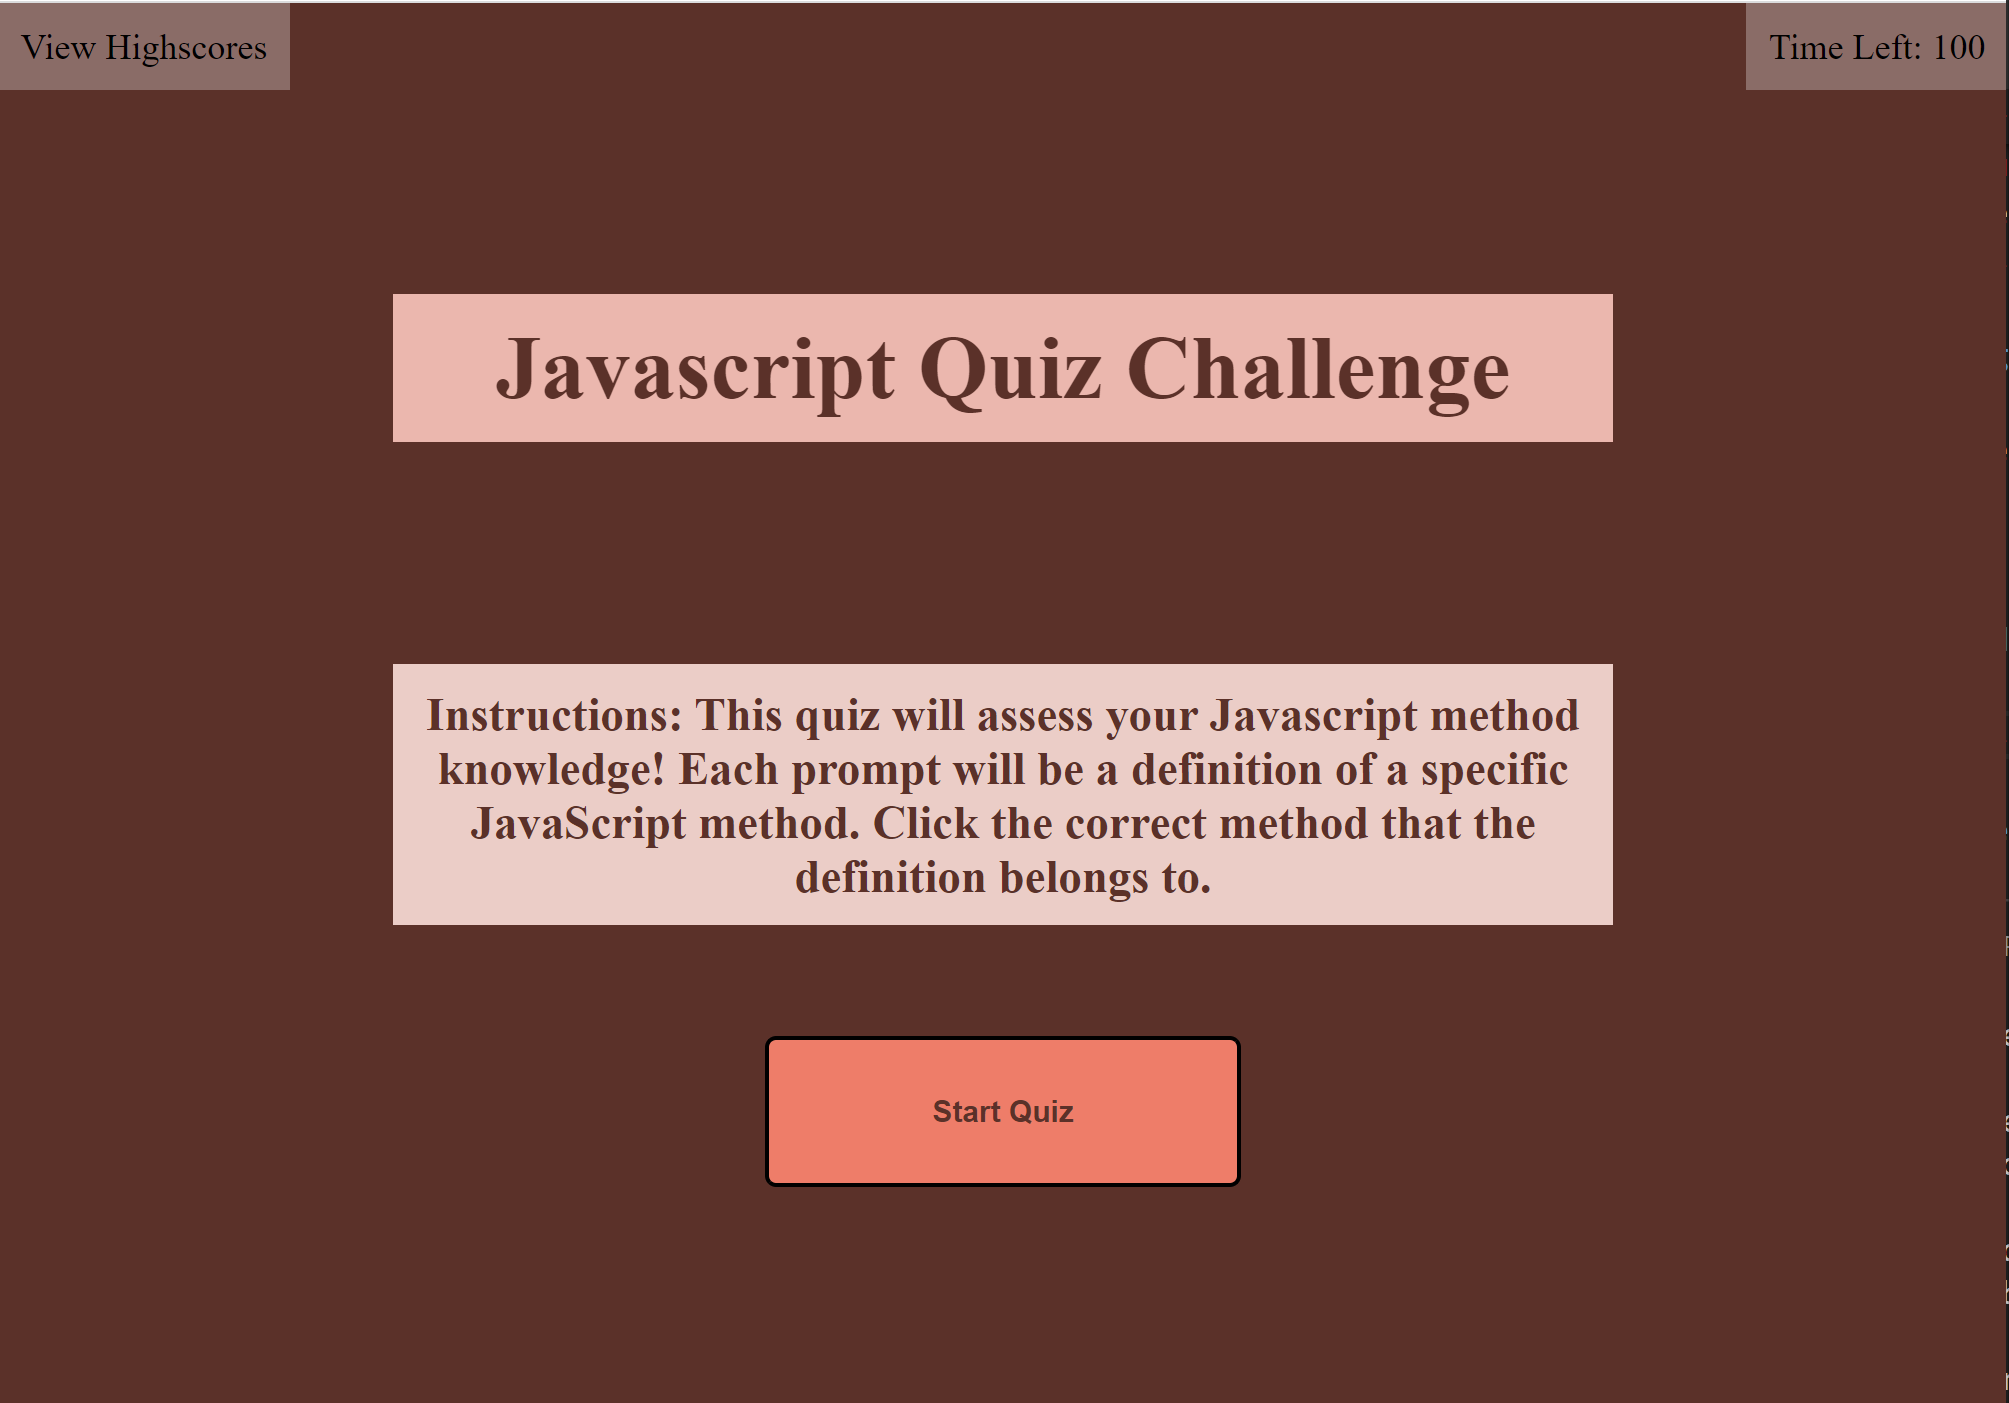 View Highscores
Time Left: 100
Javascript Quiz Challenge
Instructions: This quiz will assess your Javascript method
knowledge! Each prompt will be a definition of a specific
JavaScript method. Click the correct method that the
definition belongs to.
Start Quiz